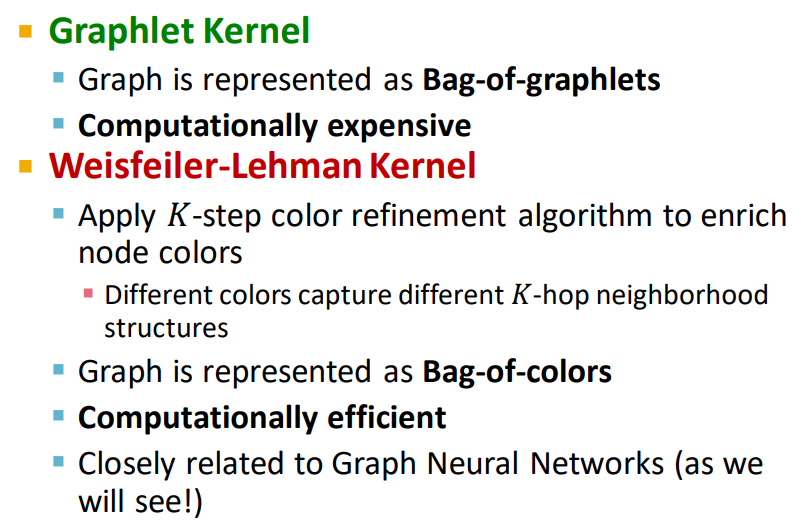 Graphlet Kernel
Graph is represented as Bag-of-graphlets
Computationally expensive
Weisfeiler-Lehman Kernel
Apply K-step color refinement algorithm to enrich
node colors
Different colors capture different K-hop neighborhood
structures
Graph is represented as Bag-of-colors
Computationally efficient
Closely related to Graph Neural Networks (as we
will see!)